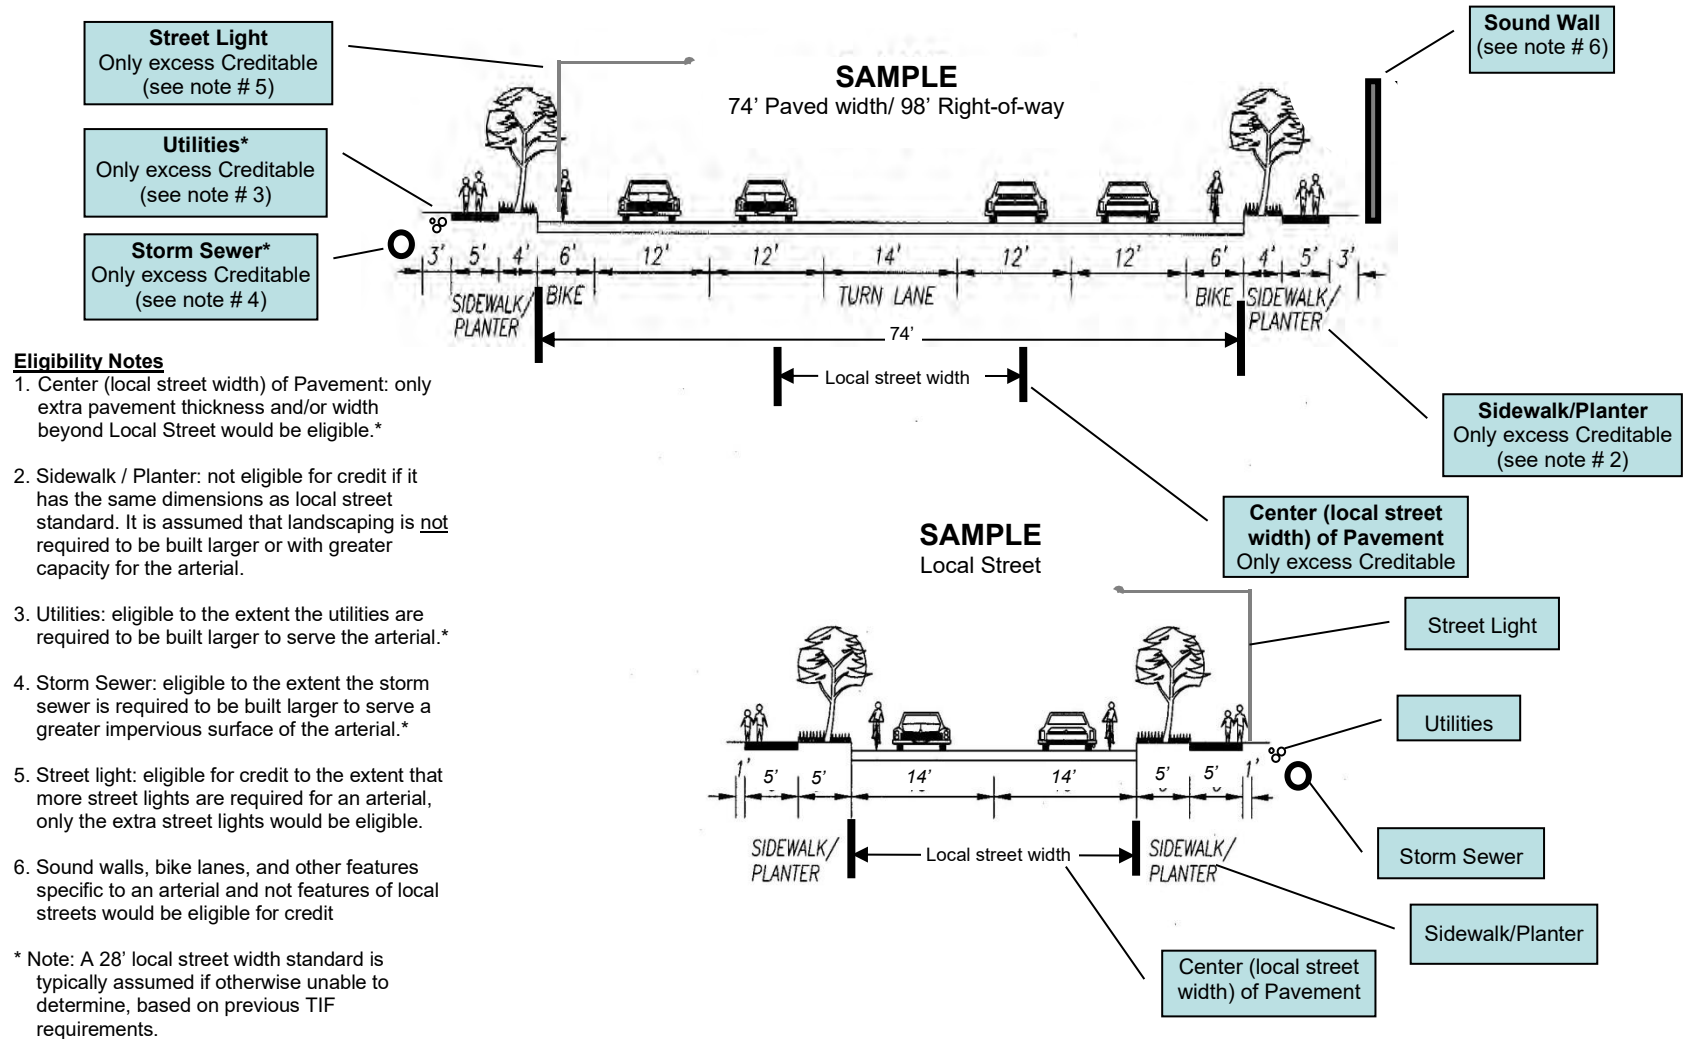 Street Light
Only excess Creditable
(see note # 5)
Utilities*
Only excess Creditable
(see note # 3)
Storm Sewer*
Only excess Creditable
(see note # 4)
SAMPLE
74’ Paved width/ 98’ Right-of-way
Sound Wall
(see note # 6)
3' 5' 4' 6' 12' 12' 14' 12' 12' 6' 4' 5' 3'
SIDEWALK/
PLANTER
BIKE
TURN LANE
BIKE
SIDEWALK/
PLANTER
74’
Local street width
Sidewalk/Planter
Only excess Creditable
(see note # 2)
Center (local street
width) of Pavement
Only excess Creditable
Eligibility Notes
1. Center (local street width) of Pavement: only
extra pavement thickness and/or width
beyond Local Street would be eligible.*
2. Sidewalk / Planter: not eligible for credit if it
has the same dimensions as local street
standard. It is assumed that landscaping is not
required to be built larger or with greater
capacity for the arterial.
3. Utilities: eligible to the extent the utilities are
required to be built larger to serve the arterial.*
4. Storm Sewer: eligible to the extent the storm
sewer is required to be built larger to serve a
greater impervious surface of the arterial.*
5. Street light: eligible for credit to the extent that
more street lights are required for an arterial,
only the extra street lights would be eligible.
6. Sound walls, bike lanes, and other features
specific to an arterial and not features of local
streets would be eligible for credit
* Note: A 28’ local street width standard is
typically assumed if otherwise unable to
determine, based on previous TIF
requirements.
SAMPLE
Local Street
Street Light
Utilities
Storm Sewer
Sidewalk/Planter
Center (local street
width) of Pavement
1' 5’ 5’ 14’ 14’ 5’ 5’ 1'
SIDEWALK/
PLANTER
Local street width
SIDEWALK/
PLANTER